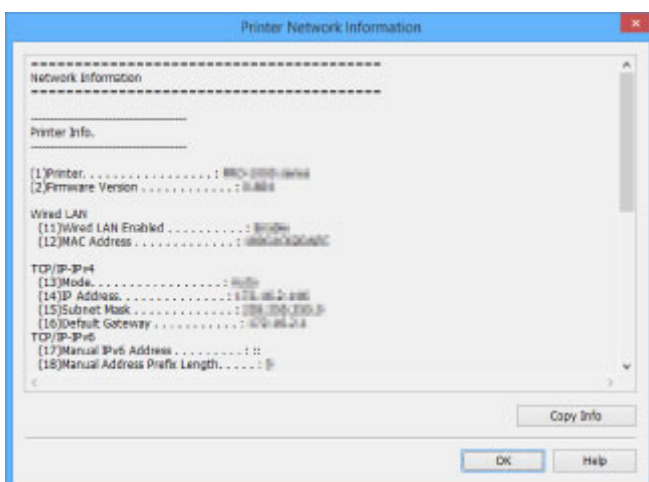 Printer Network Information
==========================================
Network Information
==========================================
------------------------------
Printer Info.
------------------------------
(1)Printer. . . . . . . . . . . . . . . . . :
(2)Firmware Version . . . . . . . . . . . . :
Wired LAN
(11)Wired LAN Enabled . . . . . . . . . . :
(12)MAC Address . . . . . . . . . . . . . :
TCP/IP-IPv4
(13)Mode. . . . . . . . . . . . . . . . . :
(14)IP Address. . . . . . . . . . . . . . :
(15)Subnet Mask . . . . . . . . . . . . . :
(16)Default Gateway . . . . . . . . . . . :
TCP/IP-IPv6
(17)Manual IPv6 Address . . . . . . . . . : ::
(18)Manual Address Prefix Length. . . . . :
Copy Info
OK
Help